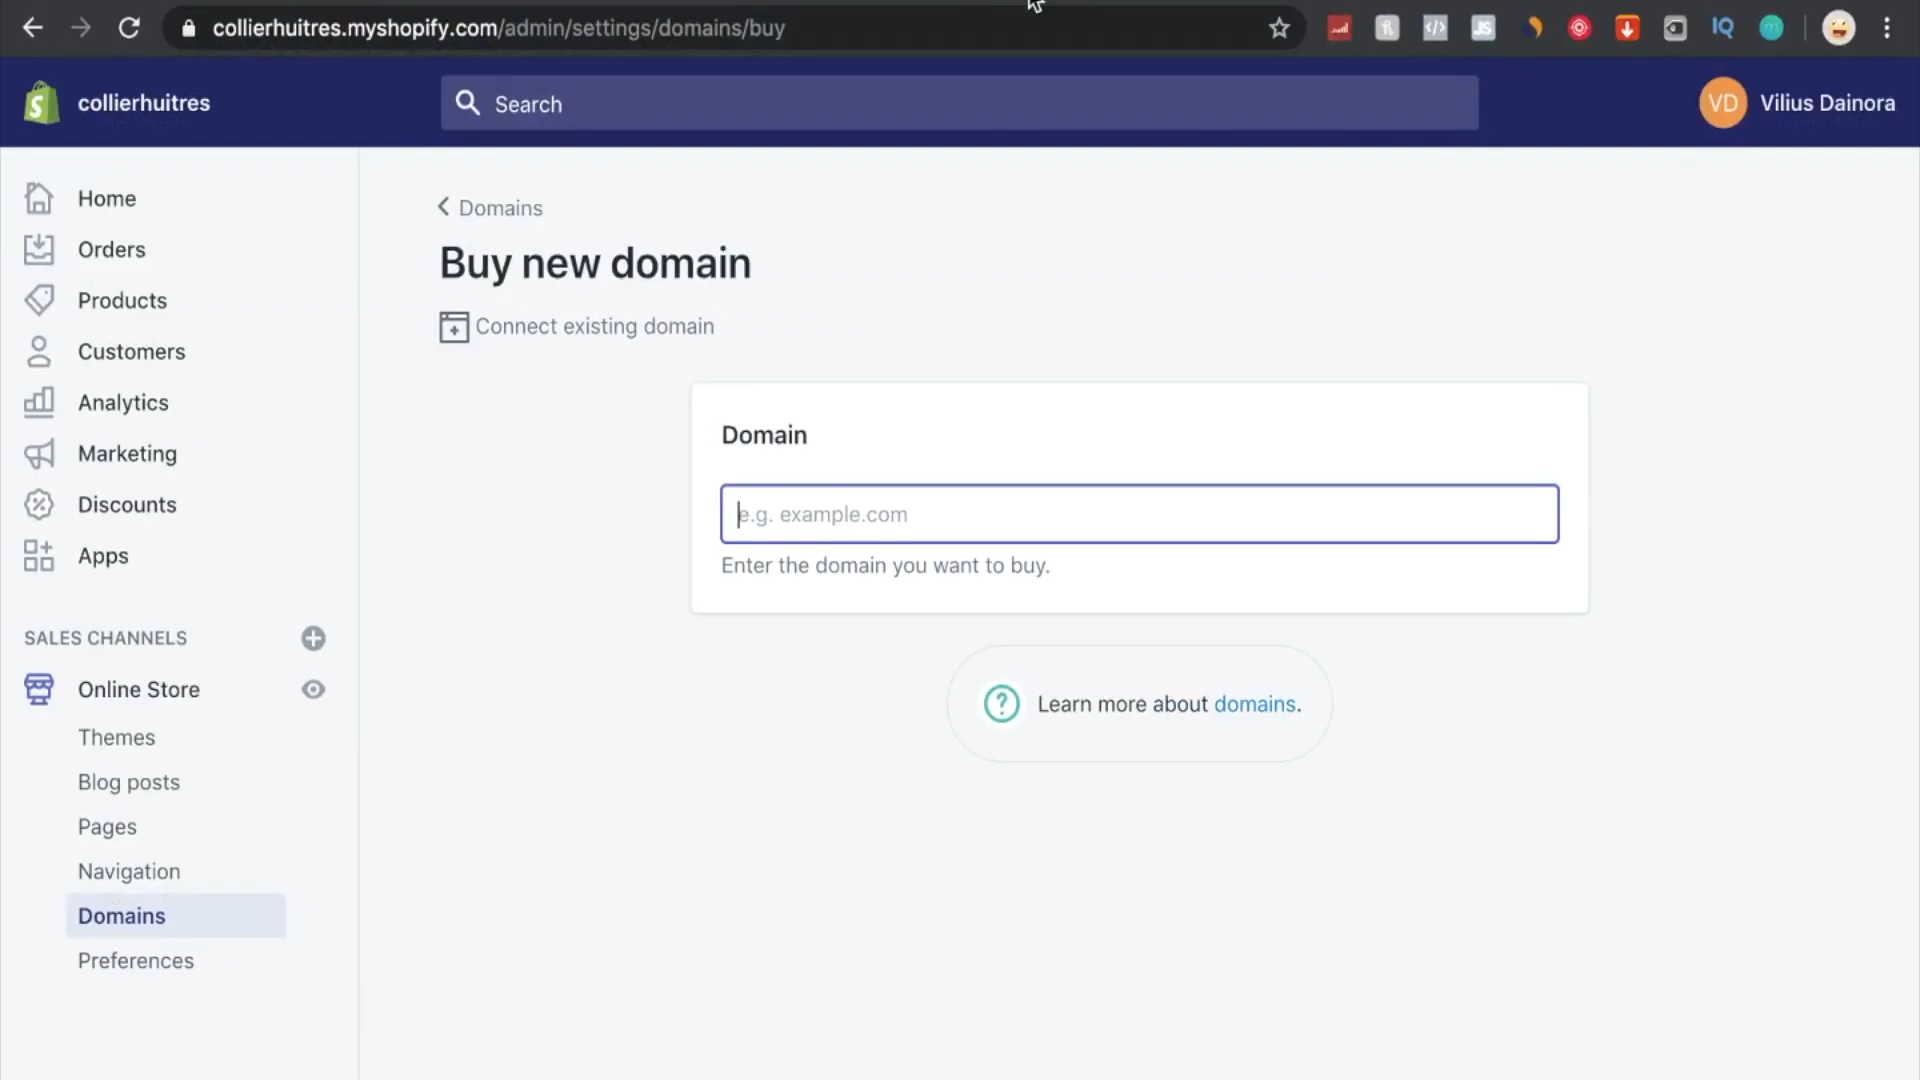 collierhuitres.myshopify.com/admin/settings/domains/buy
JS
IQ
collierhuitres
Search
VD
Vilius Dainora
Home
Orders
Products
Customers
Analytics
Marketing
Discounts
Apps
SALES CHANNELS
Online Store
Themes
Blog posts
Pages
Navigation
Domains
Preferences
Domains
Buy new domain
Connect existing domain
Domain
e.g. example.com
Enter the domain you want to buy.
Learn more about domains.